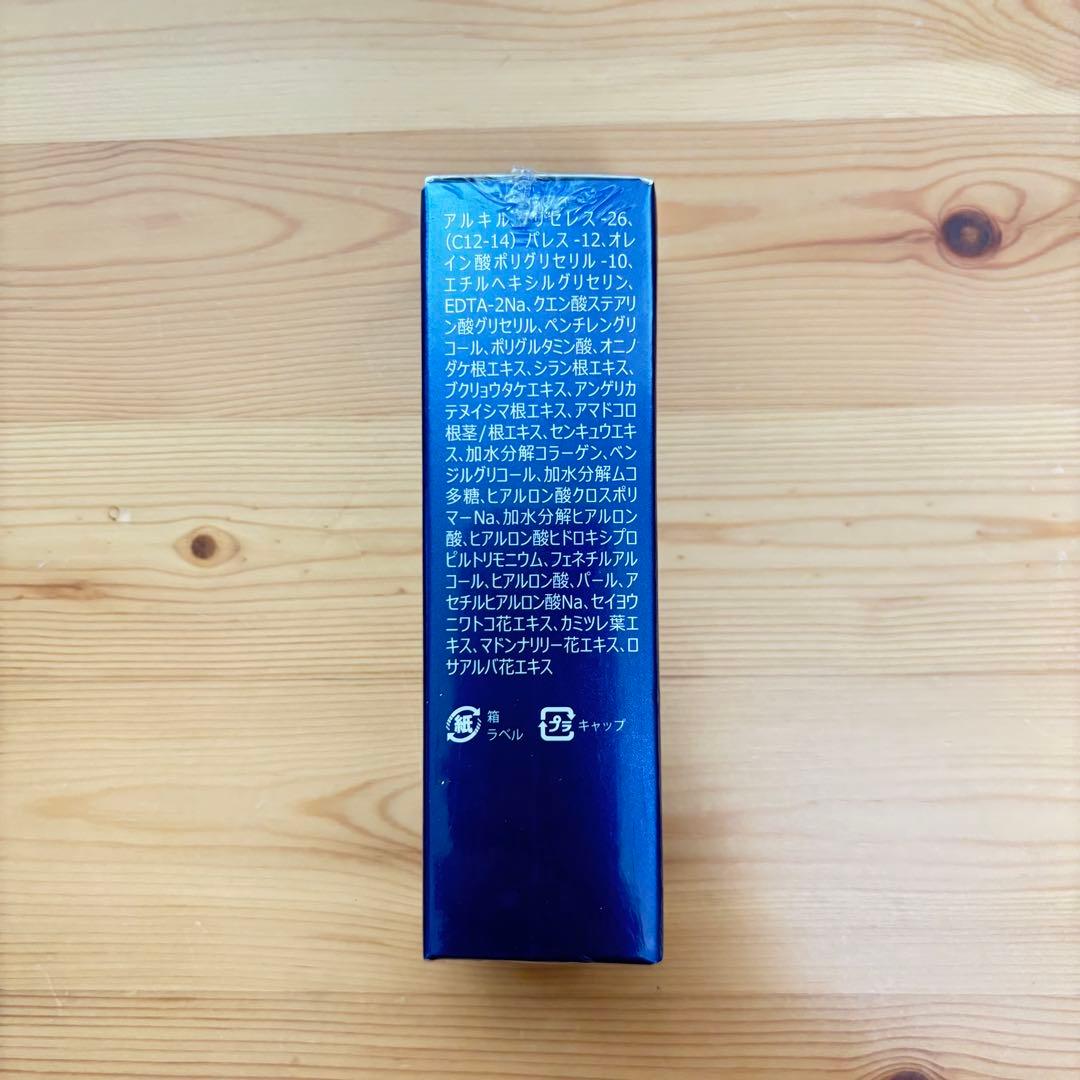 アルキル グリセレス-26、
(C12-14) パレス-12、オレ
イン酸ポリグリセリル-10、
エチルヘキシルグリセリン、
EDTA-2Na、クエン酸ステアリ
ン酸グリセリル、ペンチレングリ
コール、ポリグルタミン酸、オニノ
ダケ根エキス、シラン根エキス、
ブクリョウタケエキス、アンゲリカ
テヌイシマ根エキス、アマドコロ
根茎/根エキス、センキュウエキ
ス、加水分解コラーゲン、ベン
ジルグリコール、加水分解ムコ
多糖、ヒアルロン酸クロスポリ
マーNa、加水分解ヒアルロン
酸、ヒアルロン酸ヒドロキシプロ
ピルトリモニウム、フェネチルアル
コール、ヒアルロン酸、パール、ア
セチルヒアルロン酸Na、セイヨウ
ニワトコ花エキス、カミツレ葉エ
キス、マドンナリリー花エキス、ロ
サアルバ花エキス
紙 箱
ラベル
プラ キャップ